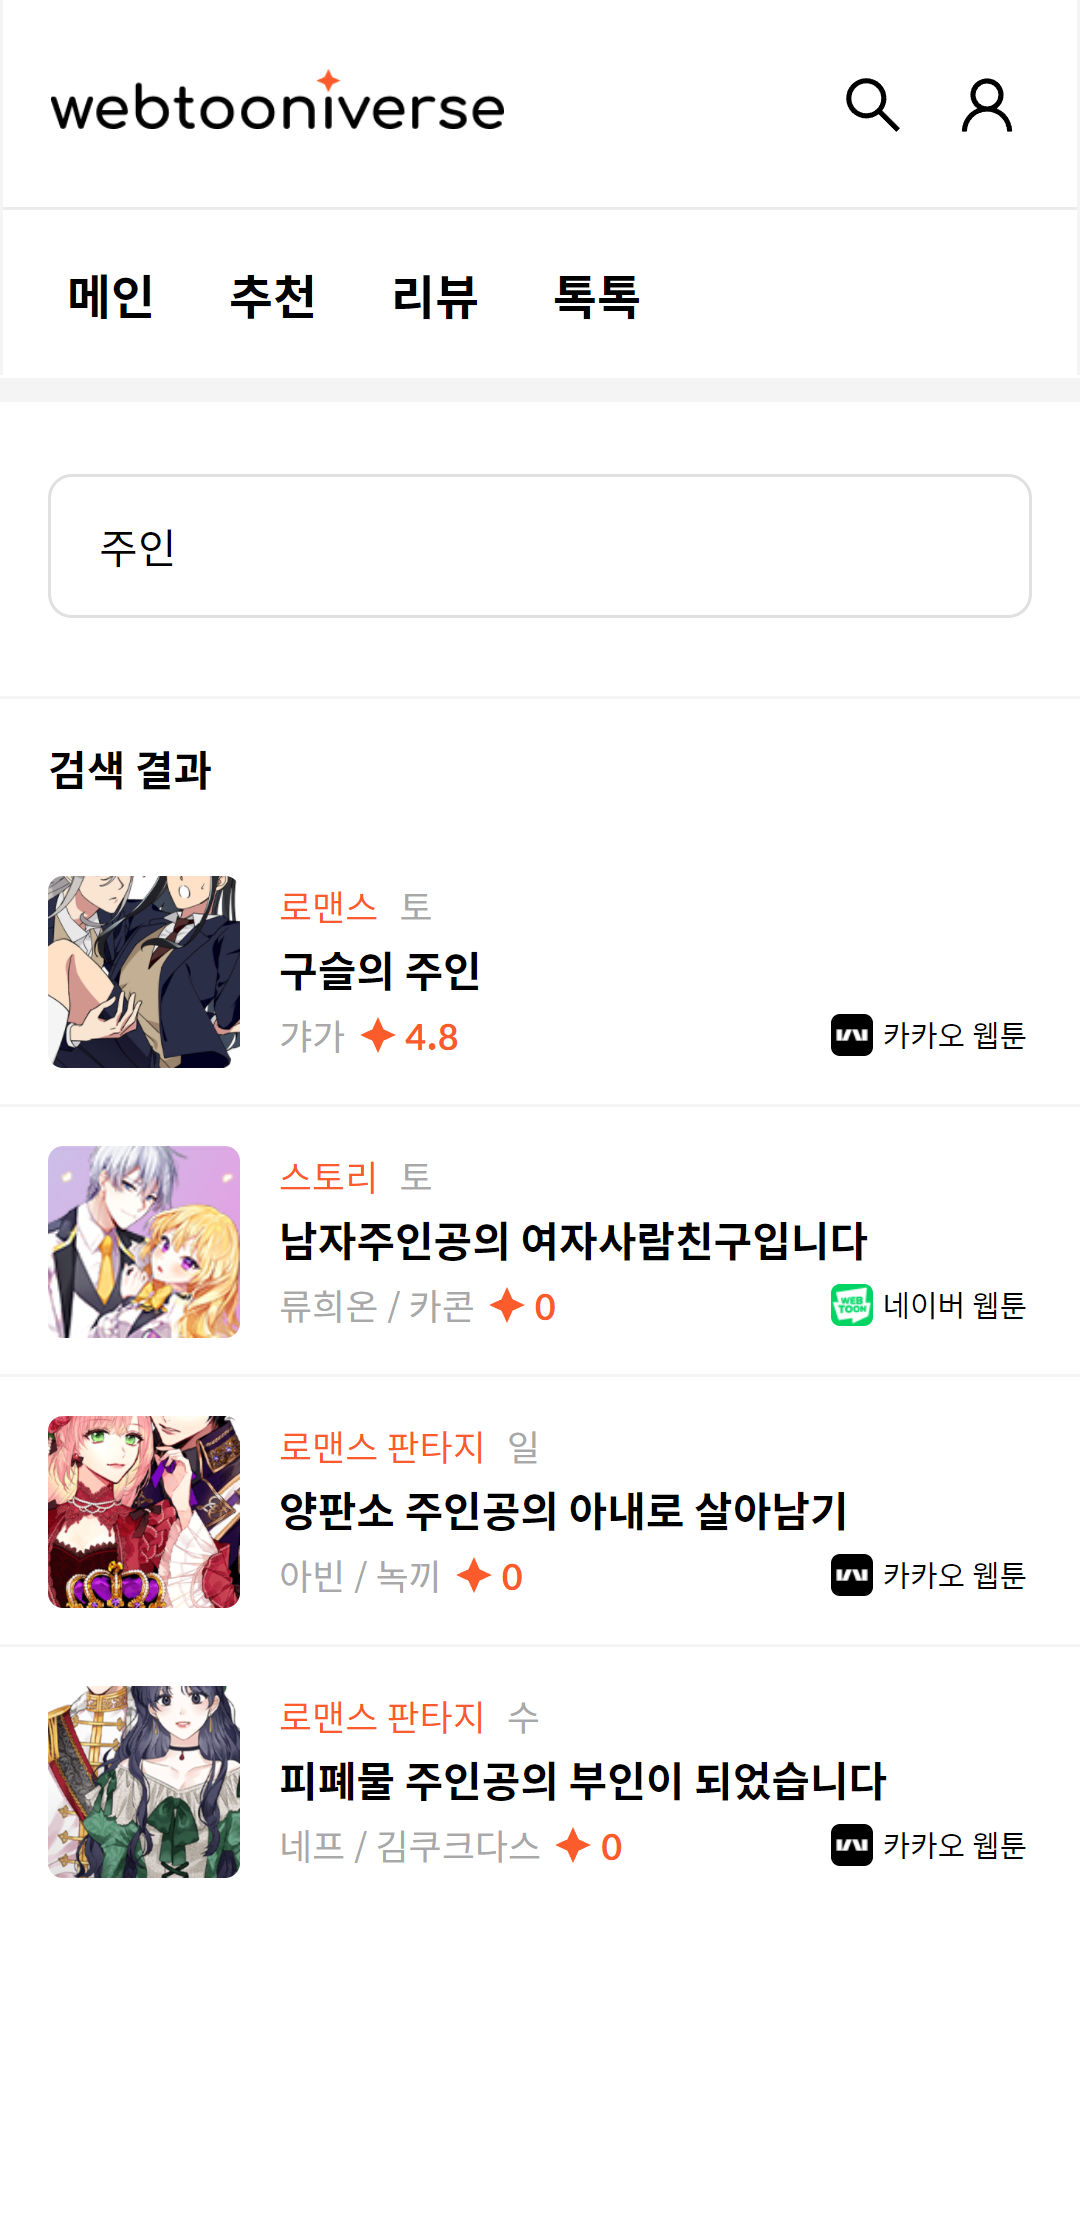 webtooniverse
메인 추천 리뷰 톡톡
주인
검색 결과
로맨스 토
구슬의 주인
갸가 4.8
카카오 웹툰
스토리 토
남자주인공의 여자사람친구입니다
류희온 / 카콘 0
WEB
TOON
네이버 웹툰
로맨스 판타지 일
양판소 주인공의 아내로 살아남기
아빈 / 녹끼 0
카카오 웹툰
로맨스 판타지 수
피폐물 주인공의 부인이 되었습니다
네프 / 김쿠크다스 0
카카오 웹툰